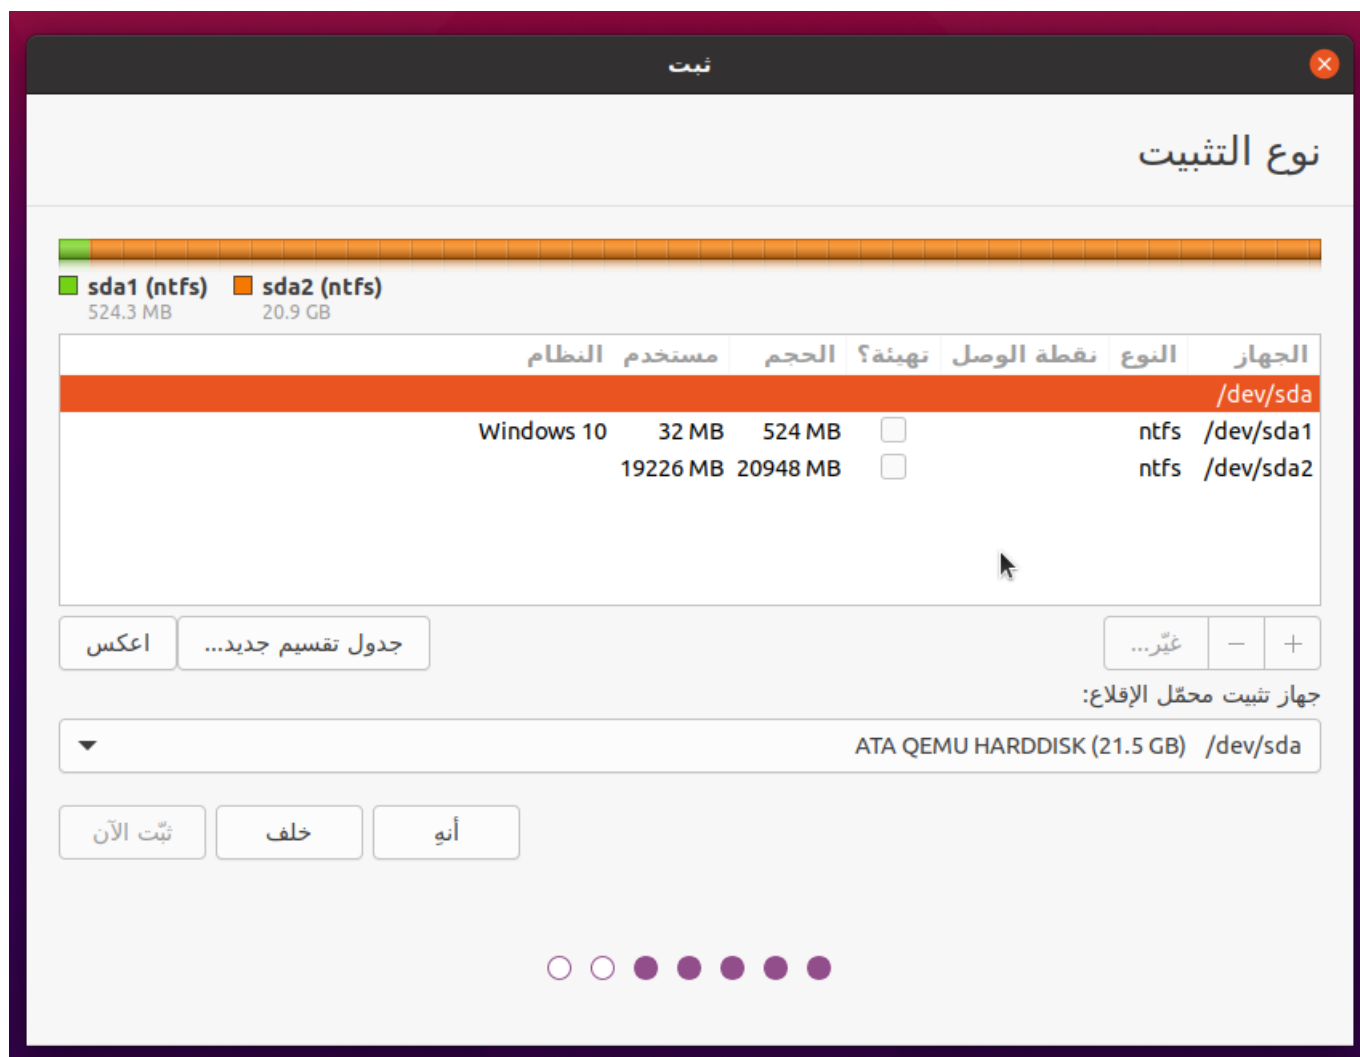 ثبت
نوع التثبيت
sda1 (ntfs) sda2 (ntfs)
524.3 MB 20.9 GB
الجهاز النوع نقطة الوصل تهيئة؟ الحجم مستخدم النظام
/dev/sda
/dev/sda1 ntfs 524 MB 32 MB Windows 10
/dev/sda2 ntfs 20948 MB 19226 MB
+ − غيّر... جدول تقسيم جديد... اعكس
جهاز تثبيت محمّل الإقلاع:
/dev/sda ATA QEMU HARDDISK (21.5 GB)
أنهِ خلف ثبّت الآن